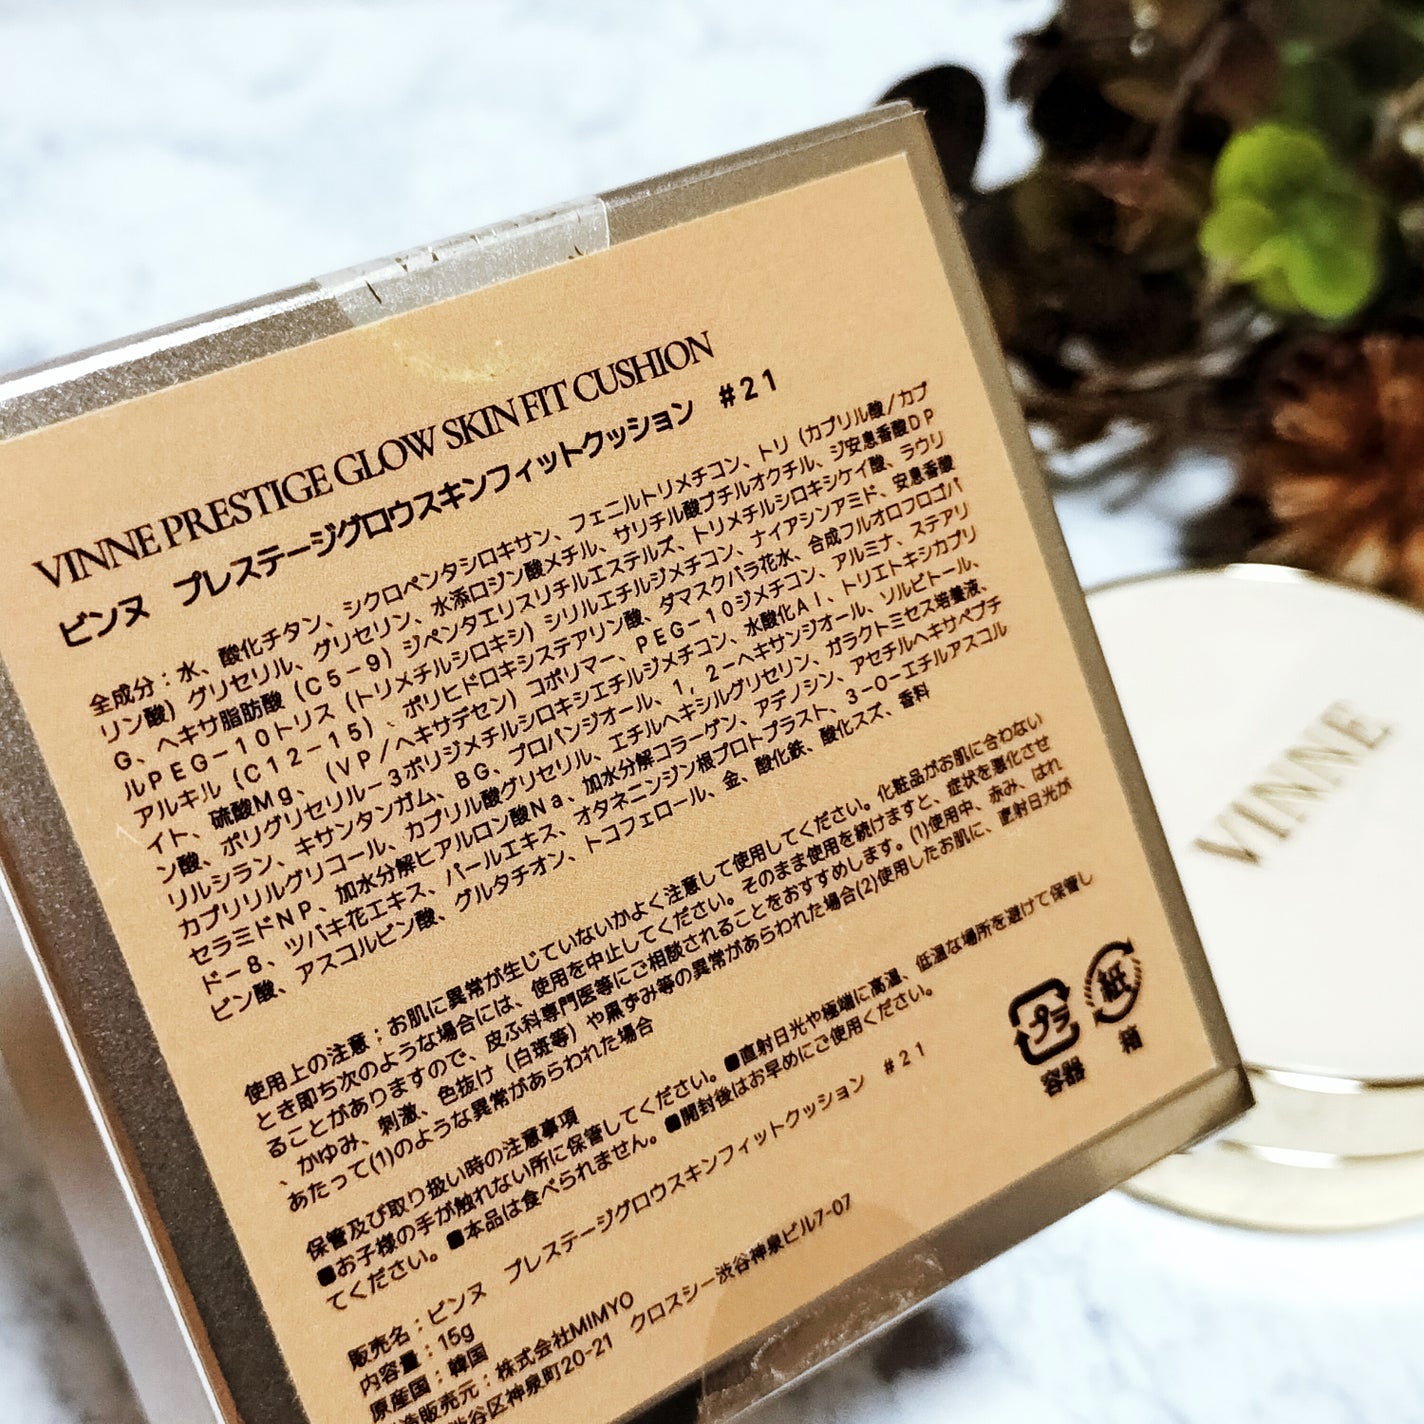 VINNE PRESTIGE GLOW SKIN FIT CUSHION
ビンヌ プレステージグロウスキンフィットクッション #21
全成分:水、酸化チタン、シクロペンタシロキサン、フェニルトリメチコン、トリ(カプリル酸/カプ
リン酸)グリセリル、グリセリン、水添ロジン酸メチル、サリチル酸ブチルオクチル、ジ安息香酸DP
G、ヘキサ脂肪酸(C5-9)ジペンタエリスリチルエステルズ、トリメチルシロキシケイ酸、ラウリ
ルPEG-10トリス(トリメチルシロキシ)シリルエチルジメチコン、ナイアシンアミド、安息香酸
アルキル(C12-15)、ポリヒドロキシステアリン酸、ダマスクバラ花水、合成フルオロフロゴパ
イト、硫酸Mg、(VP/ヘキサデセン)コポリマー、PEG-10ジメチコン、アルミナ、ステアリ
ン酸、ポリグリセリル-3ポリジメチルシロキシエチルジメチコン、水酸化Al、トリエトキシカプリ
リルシラン、キサンタンガム、BG、プロパンジオール、1,2-ヘキサンジオール、ソルビトール、
カプリリルグリコール、カプリル酸グリセリル、エチルヘキシルグリセリン、ガラクトミセス培養液、
セラミドNP、加水分解ヒアルロン酸Na、加水分解コラーゲン、アデノシン、アセチルヘキサペプチ
ド-8、ツバキ花エキス、パールエキス、オタネニンジン根プロトプラスト、3-O-エチルアスコル
ビン酸、アスコルビン酸、グルタチオン、トコフェロール、金、酸化鉄、酸化スズ、香料
使用上の注意:お肌に異常が生じていないかよく注意して使用してください。化粧品がお肌に合わない
とき即ち次のような場合には、使用を中止してください。そのまま使用を続けますと、症状を悪化させ
ることがありますので、皮ふ科専門医等にご相談されることをおすすめします。(1)使用中、赤み、はれ
、かゆみ、刺激、色抜け(白斑等)や黒ずみ等の異常があらわれた場合(2)使用したお肌に、直射日光が
あたって(1)のような異常があらわれた場合
保管及び取り扱い時の注意事項
■お子様の手が触れない所に保管してください。■直射日光や極端に高温、低温な場所を避けて保管し
てください。■本品は食べられません。■開封後はお早めにご使用ください。
販売名:ビンヌ プレステージグロウスキンフィットクッション #21
内容量:15g
原産国:韓国
造販売元:株式会社MIMYO
渋谷区神泉町20-21 クロスシー渋谷神泉ビル7-07
プラ
容器
紙
箱
VINNE